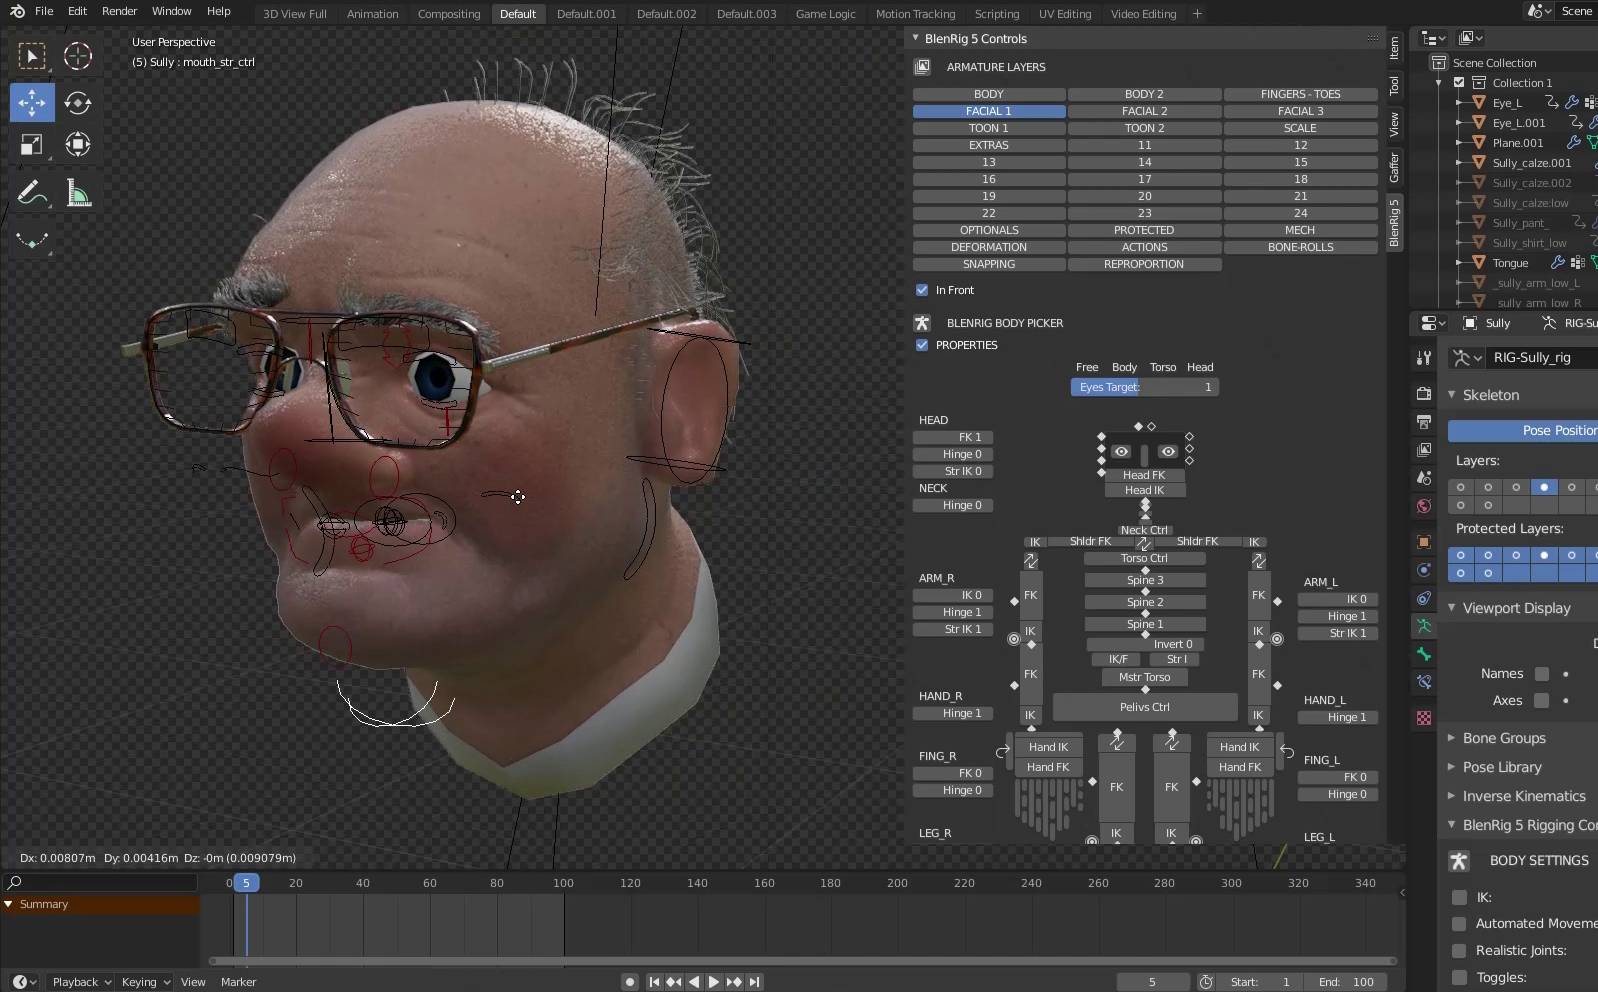 File Edit Render Window Help
3D View Full Animation Compositing Default Default.001 Default.002 Default.003 Game Logic Motion Tracking Scripting UV Editing Video Editing +
Scene
User Perspective
(5) Sully : mouth_str_ctrl
Dx: 0.00807m Dy: 0.00416m Dz: -0m (0.009079m)
BlenRig 5 Controls
ARMATURE LAYERS
BODY BODY 2 FINGERS - TOES
FACIAL 1 FACIAL 2 FACIAL 3
TOON 1 TOON 2 SCALE
EXTRAS 11 12
13 14 15
16 17 18
19 20 21
22 23 24
OPTIONALS PROTECTED MECH
DEFORMATION ACTIONS BONE-ROLLS
SNAPPING REPROPORTION
In Front
BLENRIG BODY PICKER
PROPERTIES
Free Body Torso Head
Eyes Target: 1
HEAD
FK 1
Hinge 0
Str IK 0
NECK
Hinge 0
Head FK
Head IK
Neck Ctrl
IK Shldr FK Shldr FK IK
Torso Ctrl
Spine 3
Spine 2
Spine 1
Invert 0
IK/F Str I
Mstr Torso
Pelivs Ctrl
ARM_R
IK 0
Hinge 1
Str IK 1
FK
IK
FK
IK
FK
IK
FK
IK
ARM_L
IK 0
Hinge 1
Str IK 1
HAND_R
Hinge 1
HAND_L
Hinge 1
FING_R
FK 0
Hinge 0
Hand IK
Hand FK
FK FK
IK IK
Hand IK
Hand FK
FING_L
FK 0
Hinge 0
LEG_R
LEG_L
Item
Tool
View
Gaffer
BlenRig 5
Scene Collection
Collection 1
Eye_L
Eye_L.001
Plane.001
Sully_calze.001
Sully_calze.002
Sully_calze:low
Sully_pant_
Sully_shirt_low
Tongue
_sully_arm_low_L
_sully_arm_low_R
Sully RIG-Su
RIG-Sully_rig
Skeleton
Pose Position
Layers:
Protected Layers:
Viewport Display
Names
Axes
Bone Groups
Pose Library
Inverse Kinematics
BlenRig 5 Rigging Co
BODY SETTINGS
IK:
Automated Moveme
Realistic Joints:
Toggles:
0 5 20 40 60 80 100 120 140 160 180 200 220 240 260 280 300 320 340
Summary
Playback Keying View Marker
5 Start: 1 End: 100